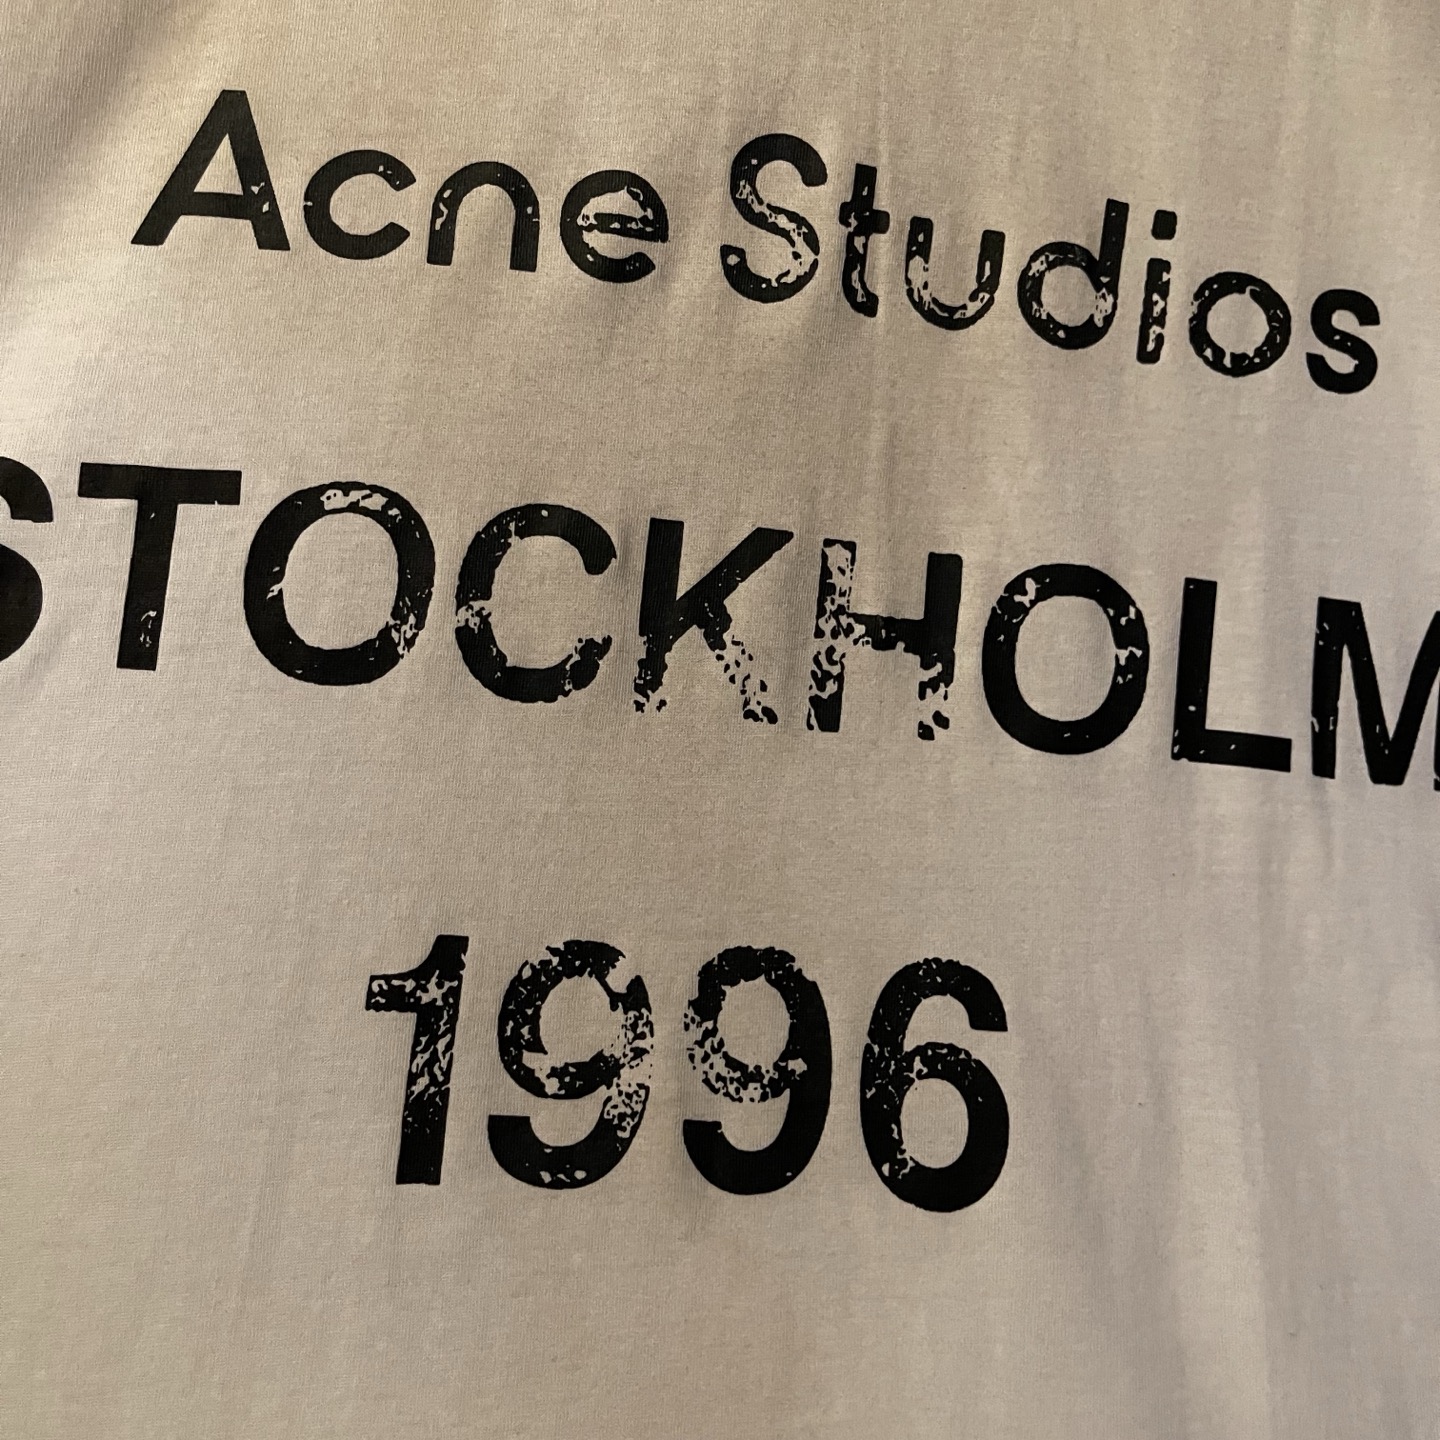 Acne Studios
STOCKHOLM
1996